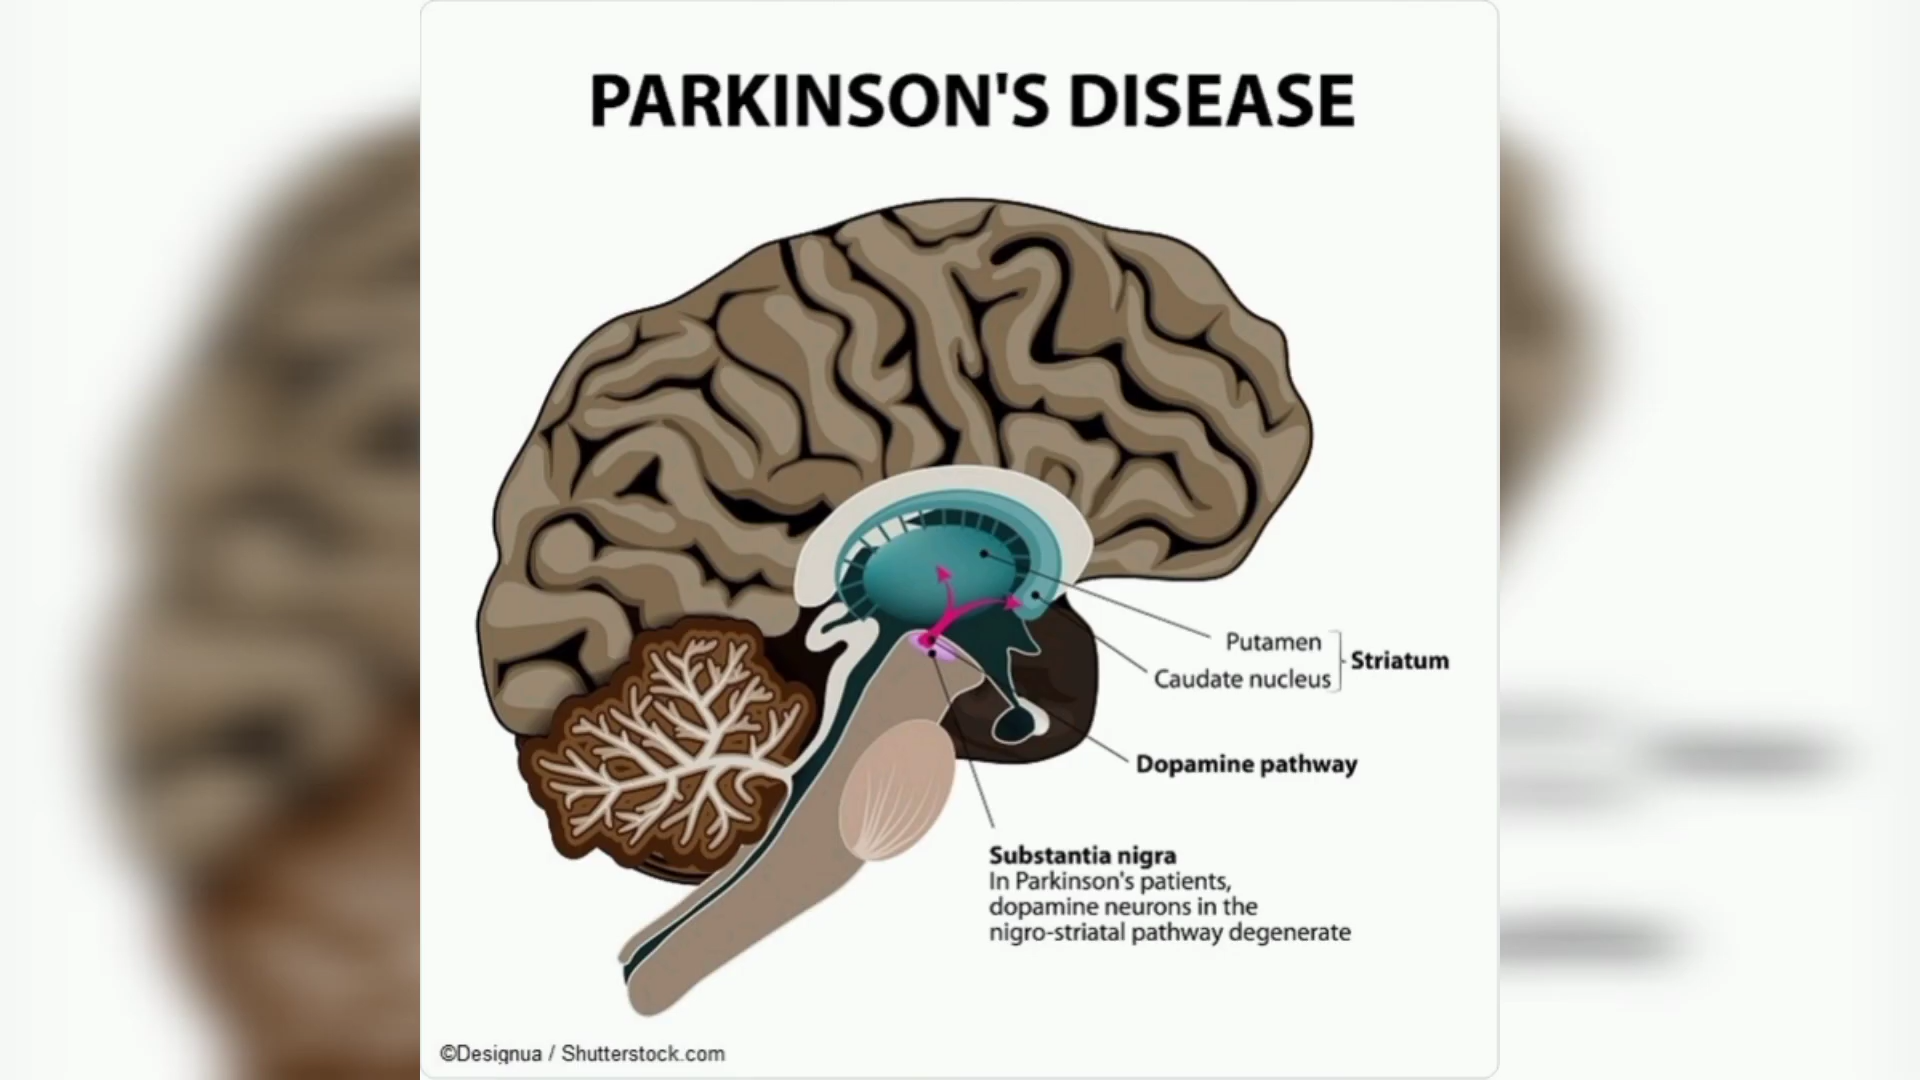 PARKINSON'S DISEASE
Putamen
Caudate nucleus
Striatum
Dopamine pathway
Substantia nigra
In Parkinson's patients,
dopamine neurons in the
nigro-striatal pathway degenerate
©Designua / Shutterstock.com